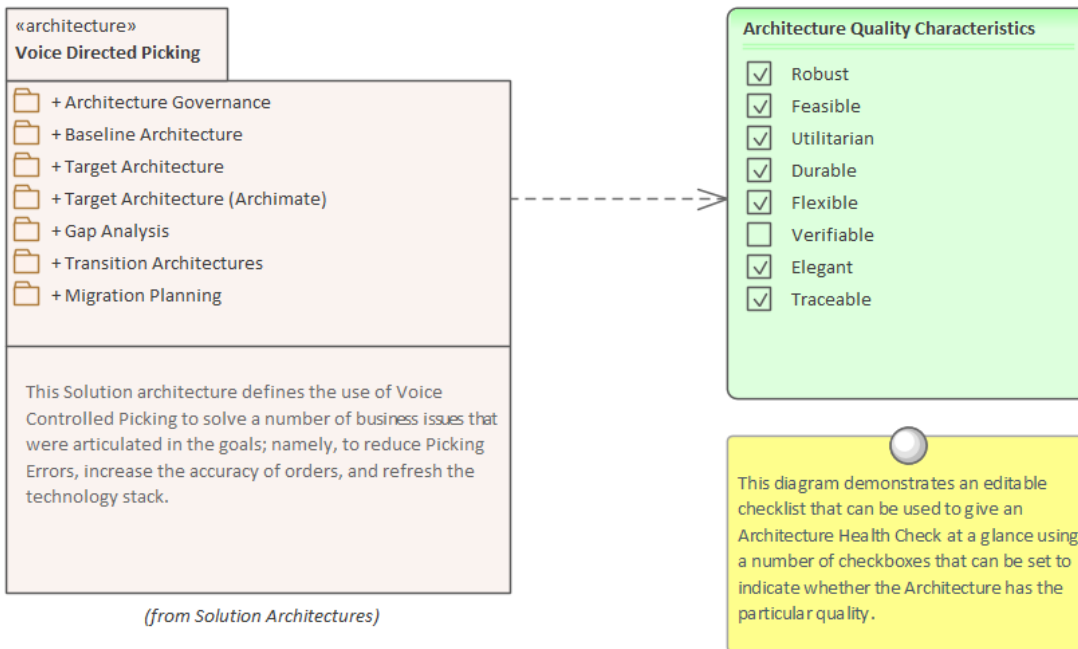 «architecture»
Voice Directed Picking
+ Architecture Governance
+ Baseline Architecture
+ Target Architecture
+ Target Architecture (Archimate)
+ Gap Analysis
+ Transition Architectures
+ Migration Planning
This Solution architecture defines the use of Voice
Controlled Picking to solve a number of business issues that
were articulated in the goals; namely, to reduce Picking
Errors, increase the accuracy of orders, and refresh the
technology stack.
(from Solution Architectures)
Architecture Quality Characteristics
Robust
Feasible
Utilitarian
Durable
Flexible
Verifiable
Elegant
Traceable
This diagram demonstrates an editable
checklist that can be used to give an
Architecture Health Check at a glance using
a number of checkboxes that can be set to
indicate whether the Architecture has the
particular quality.